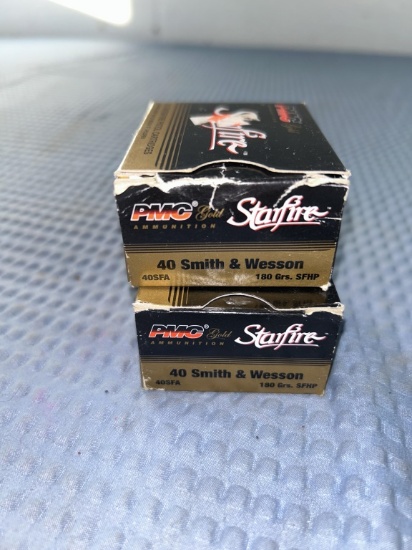 Starfire
PMC Gold Starfire
AMMUNITION
40 Smith & Wesson
40SFA 180 Grs. SFHP
PMC Gold Starfire
AMMUNITION
40 Smith & Wesson
40SFA 180 Grs. SFHP